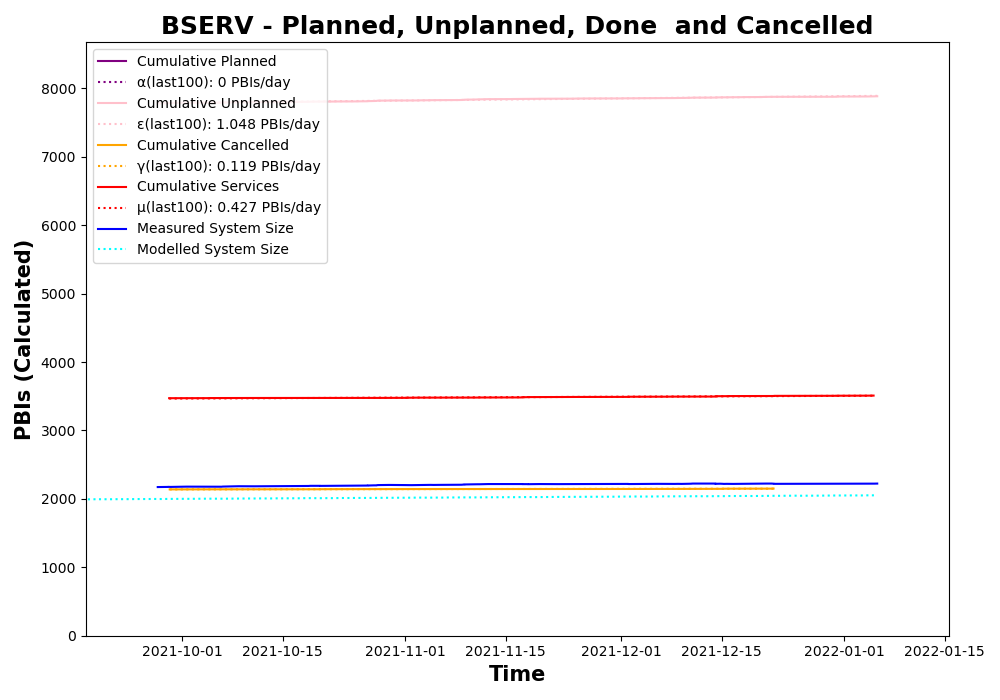 BSERV - Planned, Unplanned, Done  and Cancelled
Cumulative Planned
α(last100): 0 PBIs/day
Cumulative Unplanned
ε(last100): 1.048 PBIs/day
Cumulative Cancelled
γ(last100): 0.119 PBIs/day
Cumulative Services
μ(last100): 0.427 PBIs/day
Measured System Size
Modelled System Size
PBIs (Calculated)
8000
7000
6000
5000
4000
3000
2000
1000
0
2021-10-01
2021-10-15
2021-11-01
2021-11-15
2021-12-01
2021-12-15
2022-01-01
2022-01-15
Time